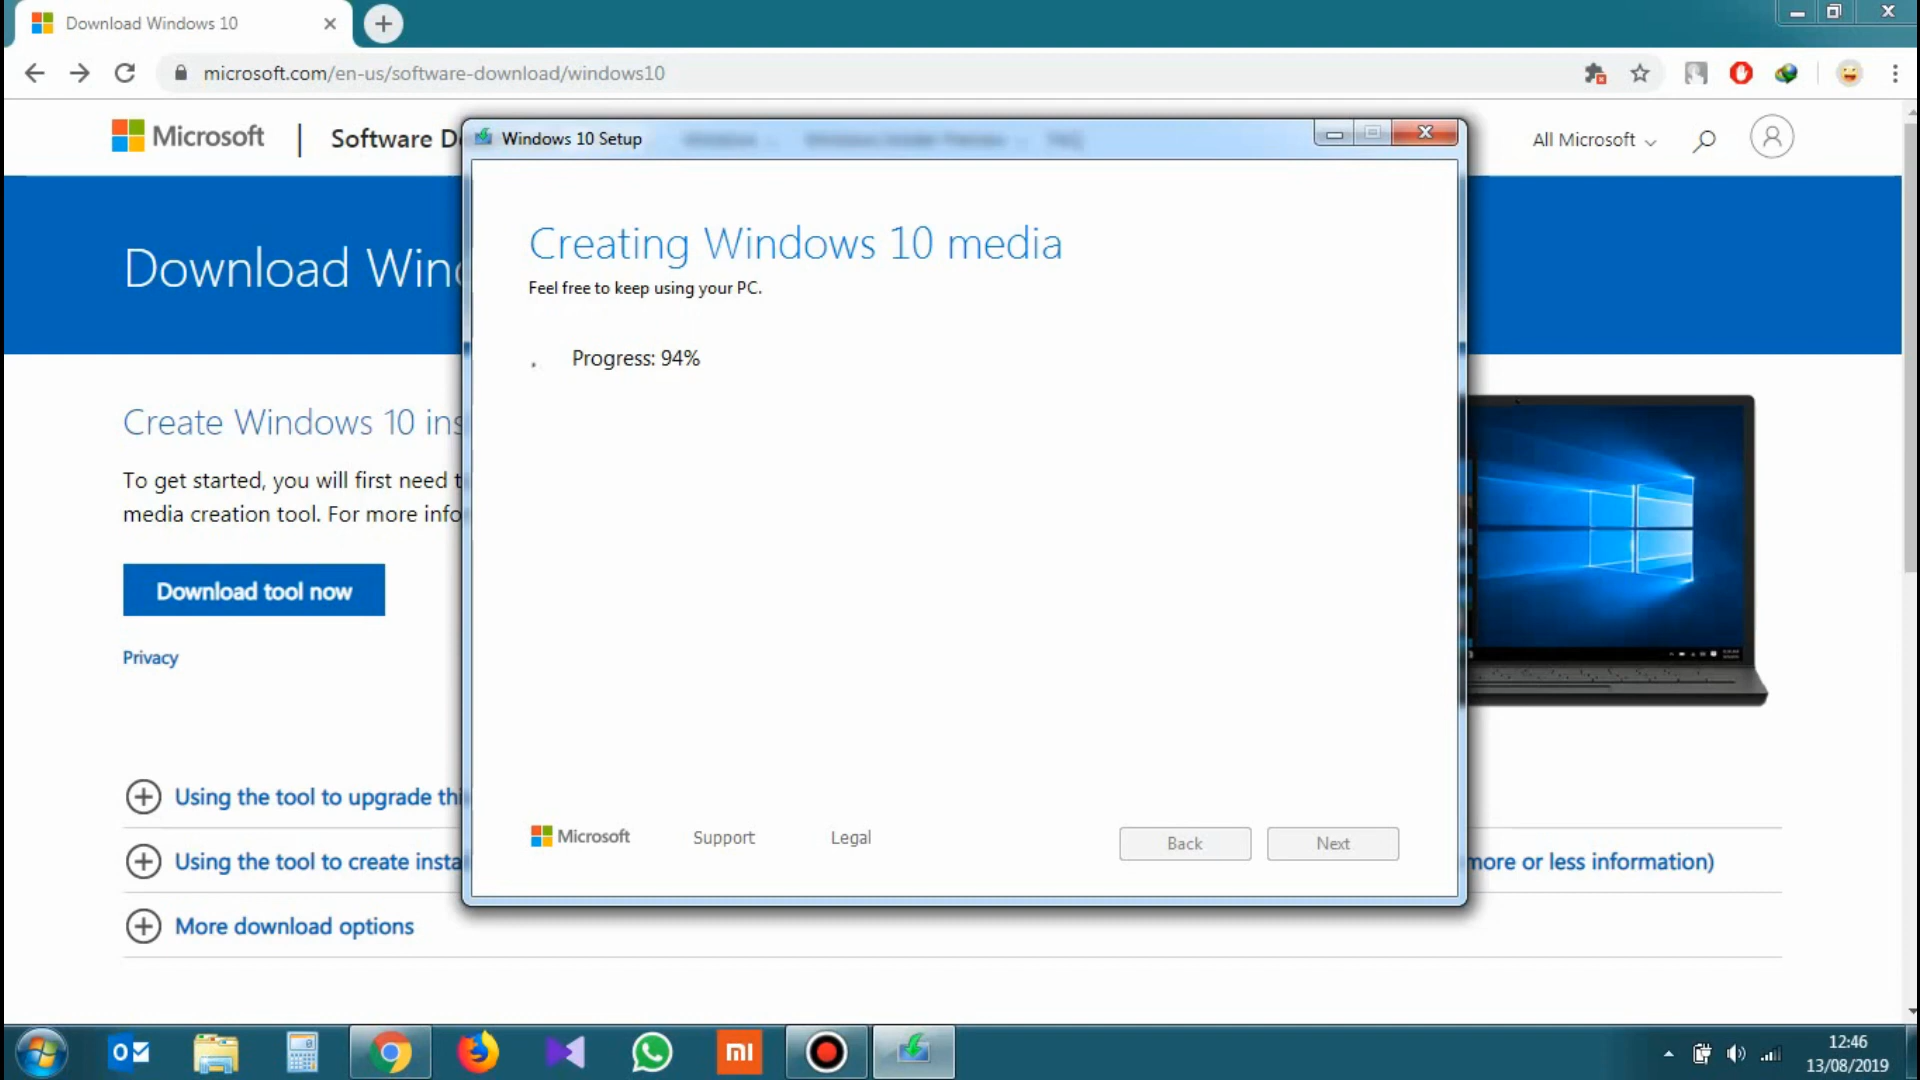 Download Windows 10
microsoft.com/en-us/software-download/windows10
Microsoft
Software D
All Microsoft
Windows 10 Setup
Download Wind
Creating Windows 10 media
Feel free to keep using your PC.
Progress: 94%
Create Windows 10 ins
To get started, you will first need t
media creation tool. For more info
Download tool now
Privacy
Using the tool to upgrade thi
Using the tool to create insta
more or less information)
More download options
Microsoft
Support
Legal
Back
Next
mi
12:46
13/08/2019